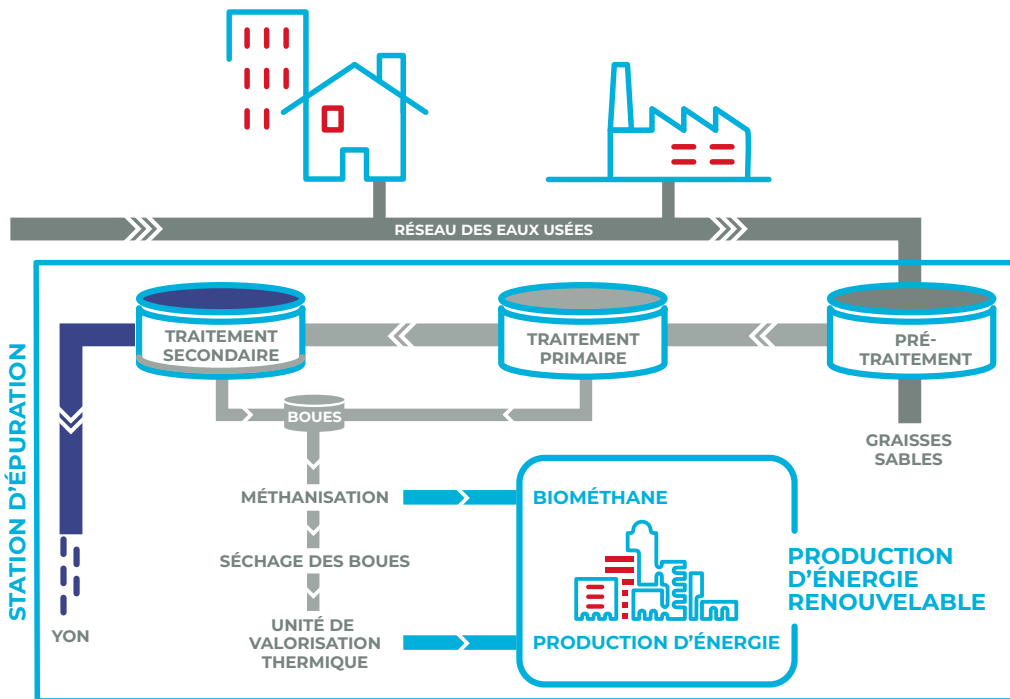 RÉSEAU DES EAUX USÉES
STATION D'ÉPURATION
TRAITEMENT
SECONDAIRE
TRAITEMENT
PRIMAIRE
PRÉ-
TRAITEMENT
BOUES
GRAISSES
SABLES
MÉTHANISATION
BIOMÉTHANE
SÉCHAGE DES BOUES
PRODUCTION
D'ÉNERGIE
RENOUVELABLE
YON
UNITÉ DE
VALORISATION
THERMIQUE
PRODUCTION D'ÉNERGIE